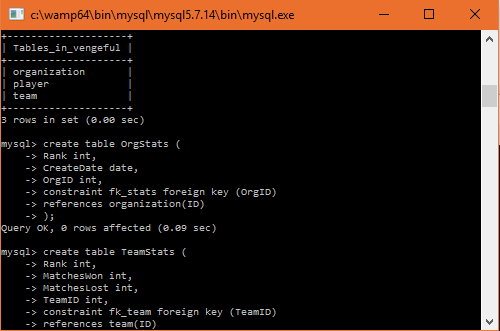 c:\wamp64\bin\mysql\mysql5.7.14\bin\mysql.exe
+--------------------+
| Tables_in_vengeful |
+--------------------+
| organization       |
| player             |
| team               |
+--------------------+
3 rows in set (0.00 sec)
mysql> create table OrgStats (
    -> Rank int,
    -> CreateDate date,
    -> OrgID int,
    -> constraint fk_stats foreign key (OrgID)
    -> references organization(ID)
    -> );
Query OK, 0 rows affected (0.09 sec)
mysql> create table TeamStats (
    -> Rank int,
    -> MatchesWon int,
    -> MatchesLost int,
    -> TeamID int,
    -> constraint fk_team foreign key (TeamID)
    -> references team(ID)